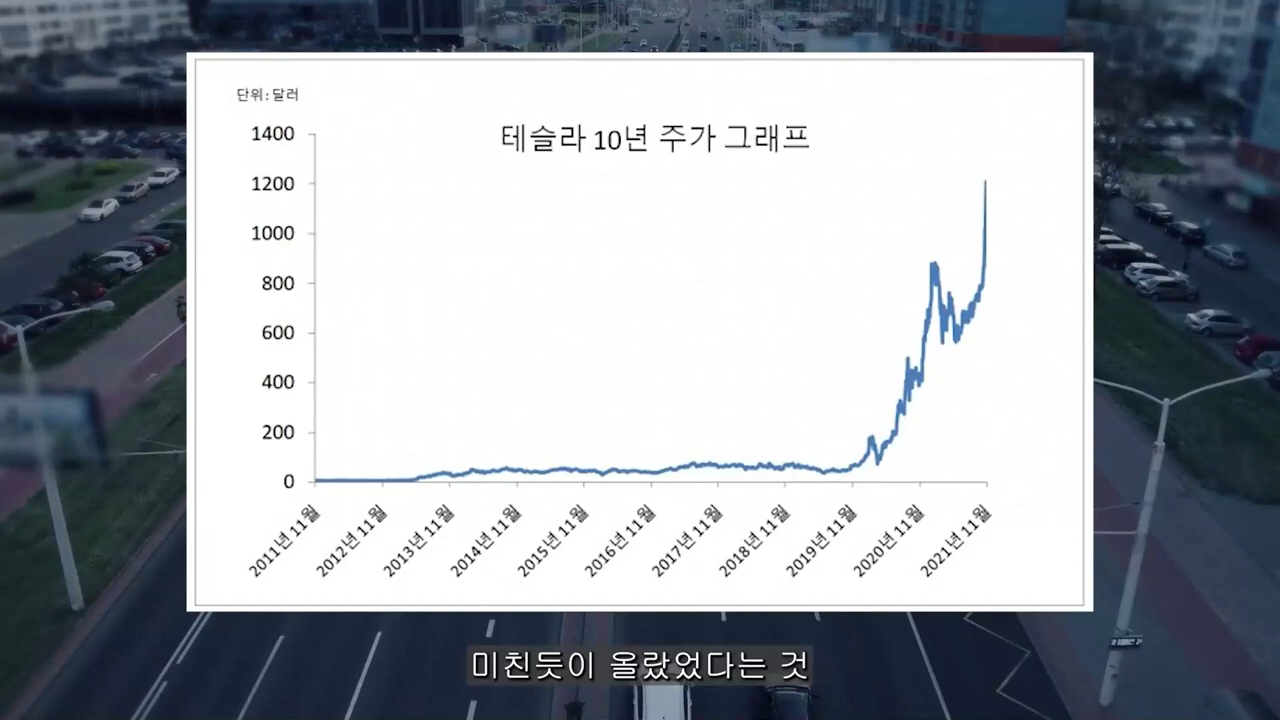 단위:달러
테슬라 10년 주가 그래프
1400
1200
1000
800
600
400
200
0
2011년 11월
2012년 11월
2013년 11월
2014년 11월
2015년 11월
2016년 11월
2017년 11월
2018년 11월
2019년 11월
2020년 11월
2021년 11월
미친듯이 올랐었다는 것